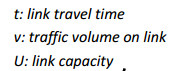 t: link travel time
v: traffic volume on link
U: link capacity .